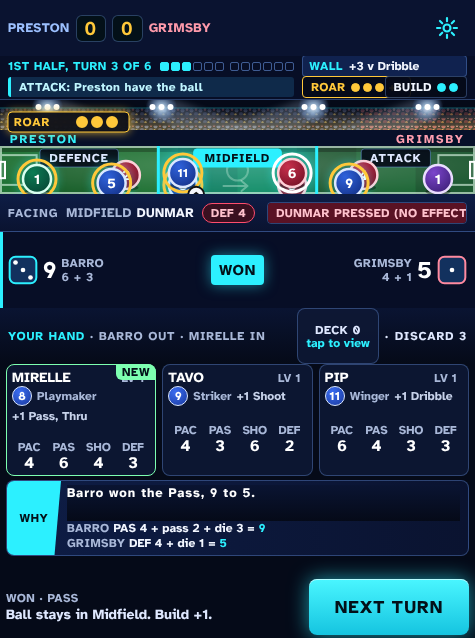 PRESTON 0 0 GRIMSBY
1ST HALF, TURN 3 OF 6
WALL +3 v Dribble
ATTACK: Preston have the ball
ROAR
BUILD
ROAR
PRESTON
GRIMSBY
DEFENCE
MIDFIELD
ATTACK
1
5
11
6
9
1
FACING MIDFIELD DUNMAR DEF 4
DUNMAR PRESSED (NO EFFECT
9 BARRO
6 + 3
WON
GRIMSBY 5
4 + 1
YOUR HAND · BARRO OUT · MIRELLE IN
DECK 0
tap to view
· DISCARD 3
MIRELLE
NEW
8 Playmaker
+1 Pass, Thru
PAC PAS SHO DEF
4 6 4 3
TAVO LV 1
9 Striker +1 Shoot
PAC PAS SHO DEF
4 3 6 2
PIP LV 1
11 Winger +1 Dribble
PAC PAS SHO DEF
6 4 3 3
WHY
Barro won the Pass, 9 to 5.
BARRO PAS 4 + pass 2 + die 3 = 9
GRIMSBY DEF 4 + die 1 = 5
WON · PASS
Ball stays in Midfield. Build +1.
NEXT TURN